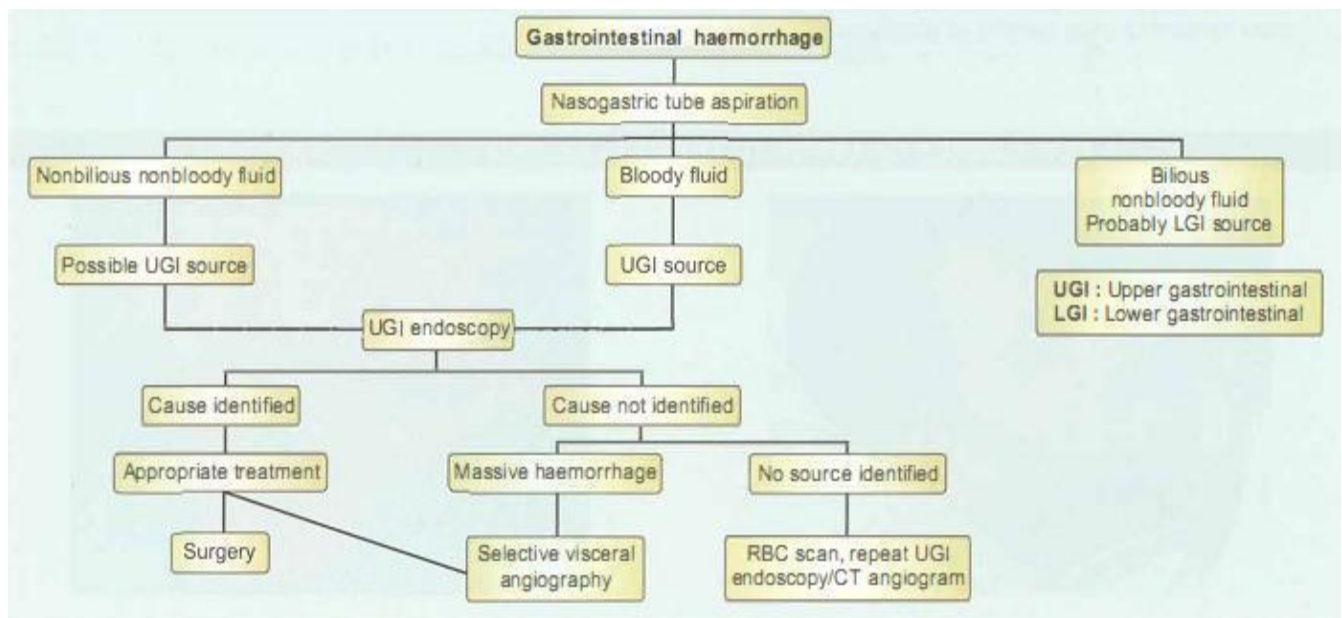 Gastrointestinal haemorrhage
Nasogastric tube aspiration
Nonbilious nonbloody fluid
Bloody fluid
Bilious
nonbloody fluid
Probably LGI source
Possible UGI source
UGI source
UGI : Upper gastrointestinal
LGI : Lower gastrointestinal
UGI endoscopy
Cause identified
Cause not identified
Appropriate treatment
Massive haemorrhage
No source identified
Surgery
Selective visceral
angiography
RBC scan, repeat UGI
endoscopy/CT angiogram